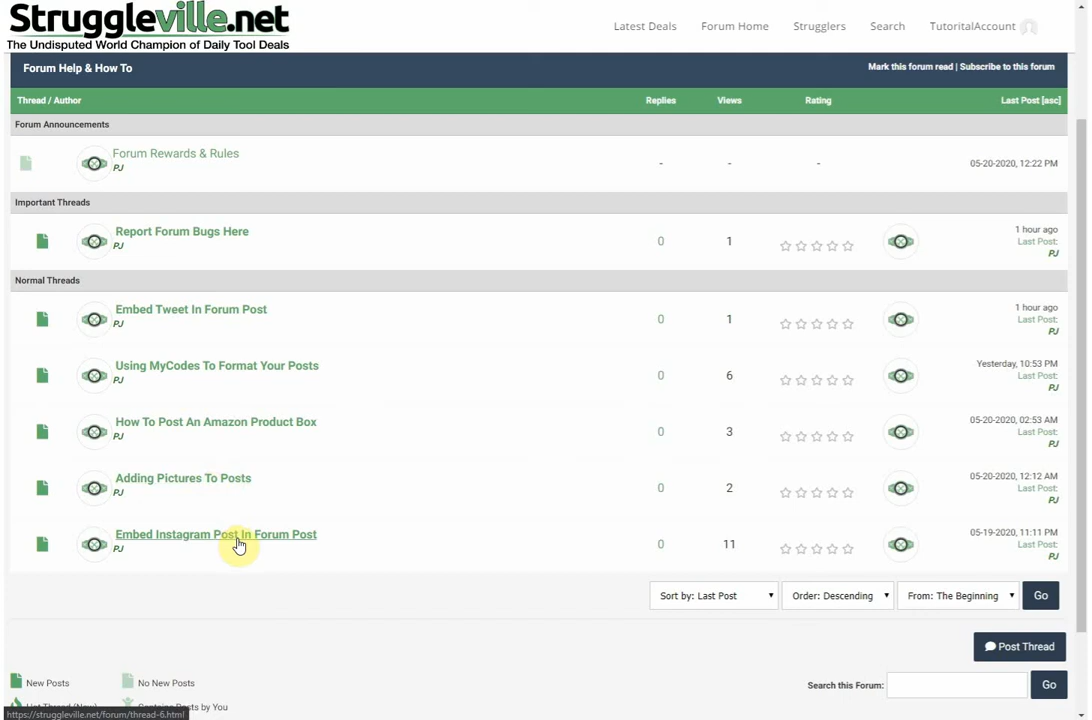 Struggleville.net
The Undisputed World Champion of Daily Tool Deals
Latest Deals Forum Home Strugglers Search TutoritalAccount
Forum Help & How To Mark this forum read | Subscribe to this forum
Thread / Author Replies Views Rating Last Post [asc]
Forum Announcements
Forum Rewards & Rules
PJ
- - - 05-20-2020, 12:22 PM
Important Threads
Report Forum Bugs Here
PJ
0 1
1 hour ago
Last Post:
PJ
Normal Threads
Embed Tweet In Forum Post
PJ
0 1
1 hour ago
Last Post:
PJ
Using MyCodes To Format Your Posts
PJ
0 6
Yesterday, 10:53 PM
Last Post:
PJ
How To Post An Amazon Product Box
PJ
0 3
05-20-2020, 02:53 AM
Last Post:
PJ
Adding Pictures To Posts
PJ
0 2
05-20-2020, 12:12 AM
Last Post:
PJ
Embed Instagram Post In Forum Post
PJ
0 11
05-19-2020, 11:11 PM
Last Post:
PJ
Sort by: Last Post Order: Descending From: The Beginning Go
Post Thread
Search this Forum: Go
New Posts No New Posts
Hot Thread (New) Contains Posts by You
https://struggleville.net/forum/thread-6.html